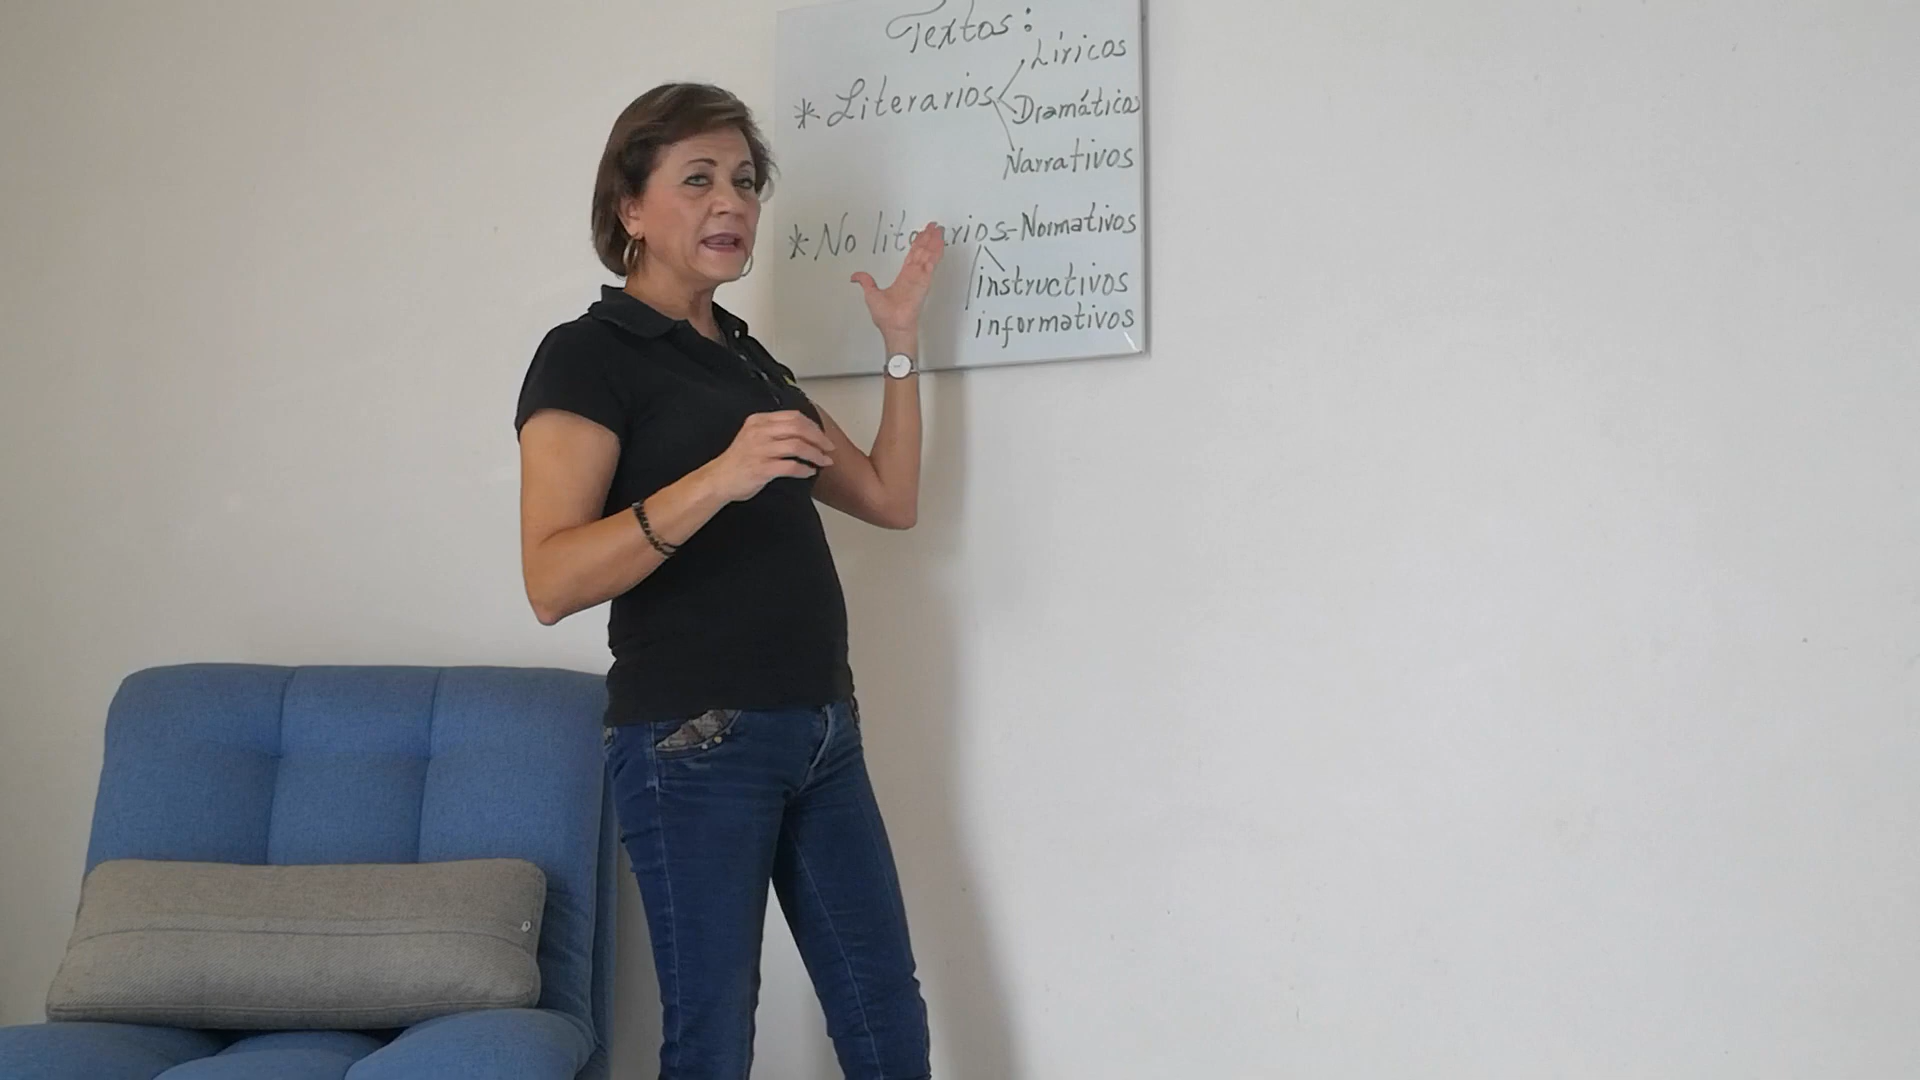 Textos:
Líricos
* Literarios
Dramáticos
Narrativos
* No literarios - Normativos
instructivos
informativos